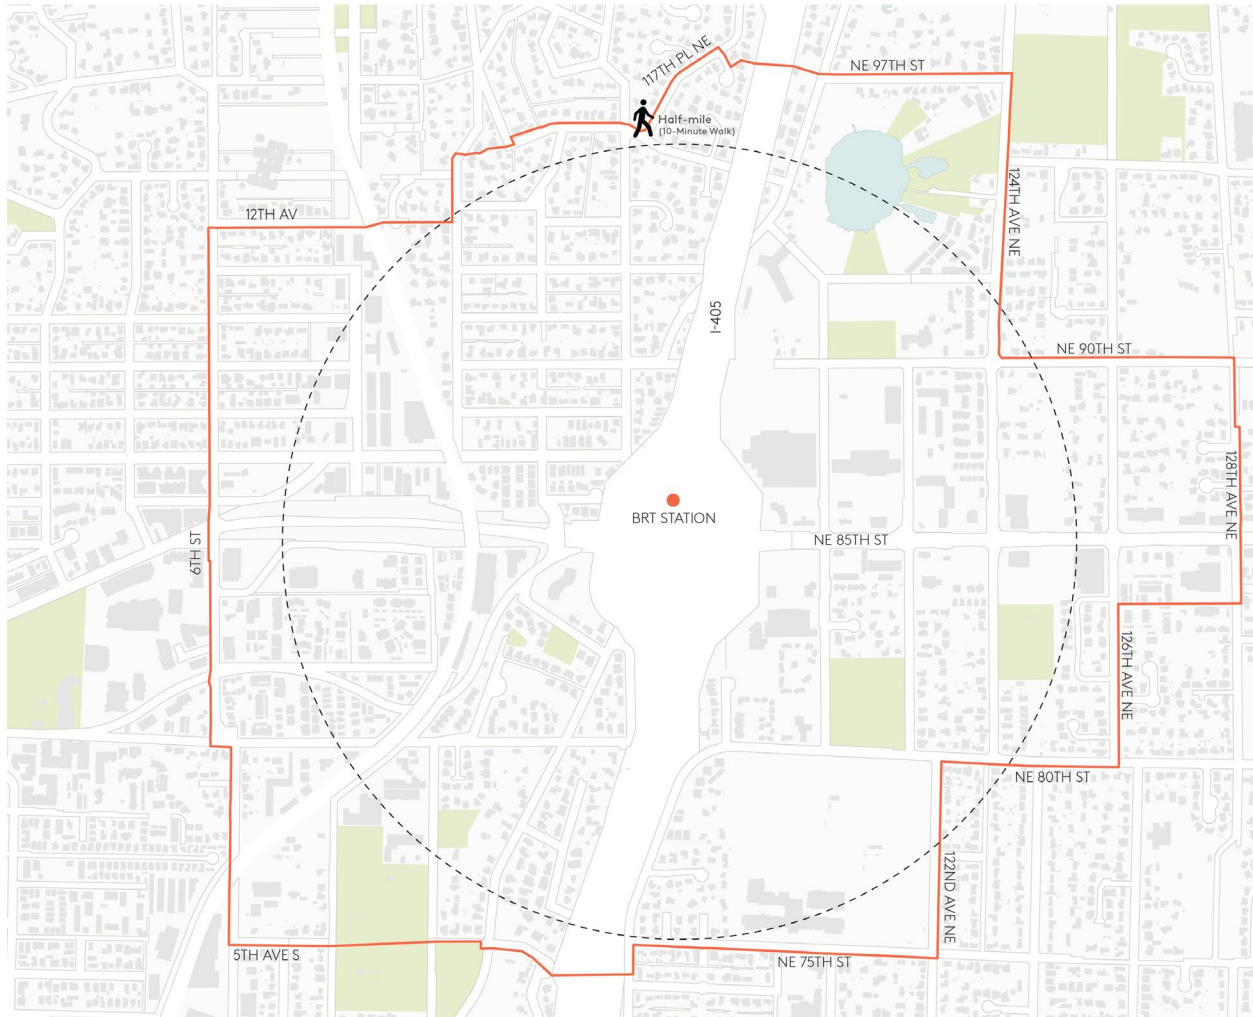 117TH PL NE
NE 97TH ST
Half-mile
(10-Minute Walk)
124TH AVE NE
12TH AV
I-405
NE 90TH ST
128TH AVE NE
BRT STATION
NE 85TH ST
6TH ST
126TH AVE NE
NE 80TH ST
122ND AVE NE
5TH AVE S
NE 75TH ST